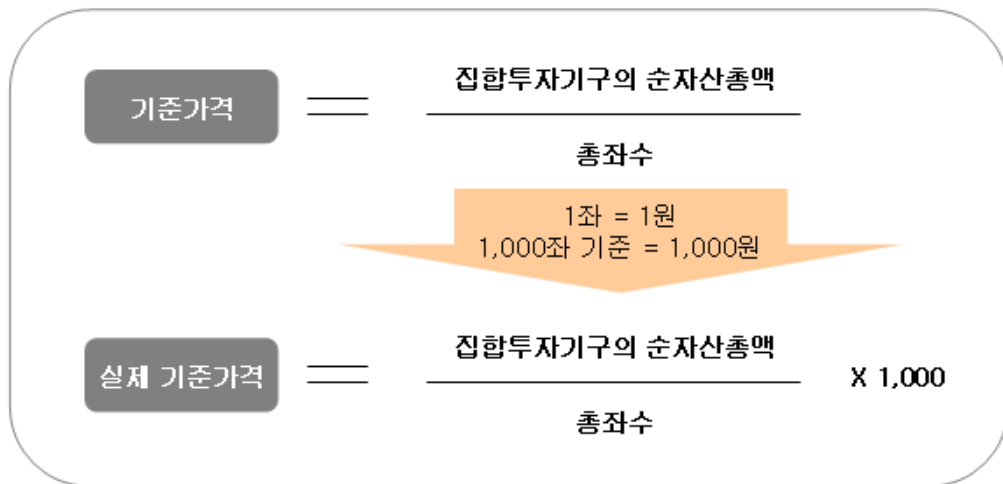 집합투자기구의 순자산총액
기준가격
총좌수
1좌 = 1원
1,000좌 기준 = 1,000원
집합투자기구의 순자산총액
실제 기준가격
X 1,000
총좌수